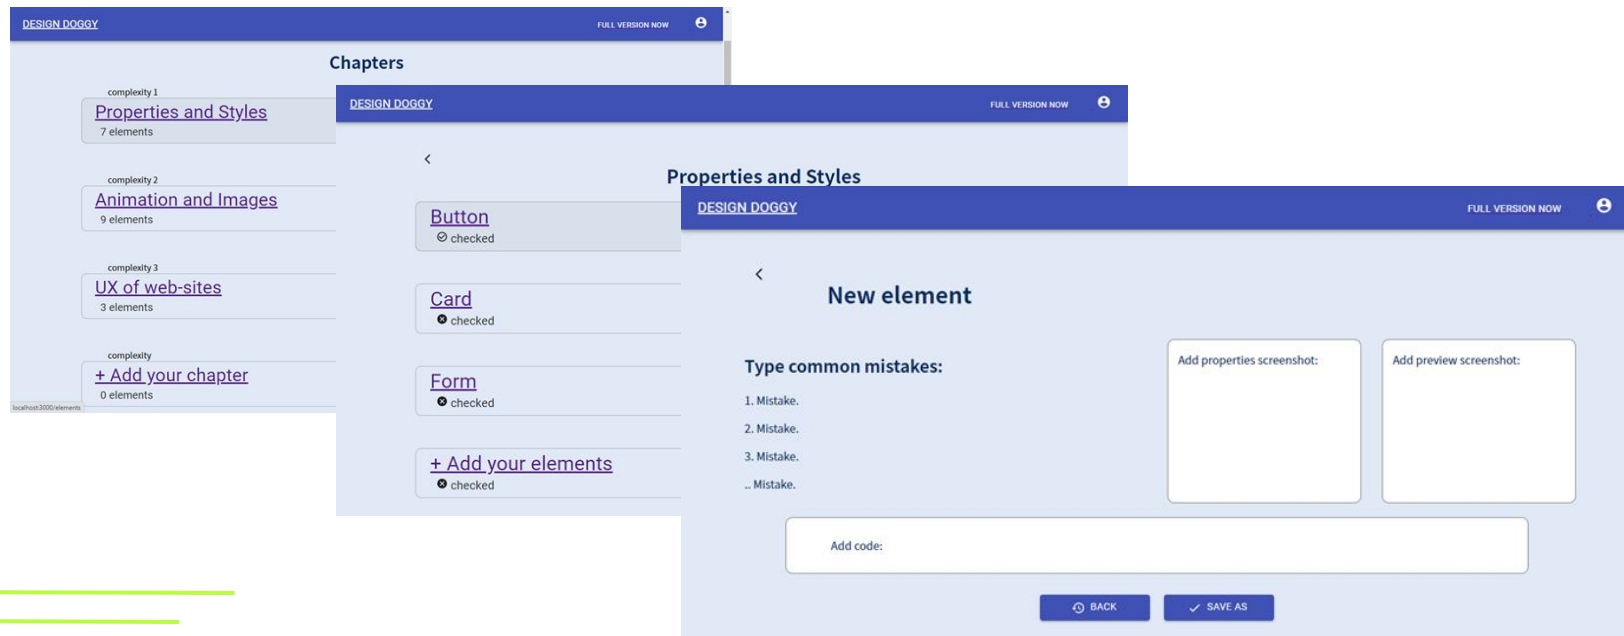 DESIGN DOGGY
FULL VERSION NOW
Chapters
complexity 1
Properties and Styles
7 elements
complexity 2
Animation and Images
9 elements
complexity 3
UX of web-sites
3 elements
complexity
+ Add your chapter
0 elements
localhost:3000/elements
DESIGN DOGGY
FULL VERSION NOW
Properties and Styles
Button
checked
Card
checked
Form
checked
+ Add your elements
checked
DESIGN DOGGY
FULL VERSION NOW
New element
Type common mistakes:
1. Mistake.
2. Mistake.
3. Mistake.
.. Mistake.
Add properties screenshot:
Add preview screenshot:
Add code:
BACK
SAVE AS